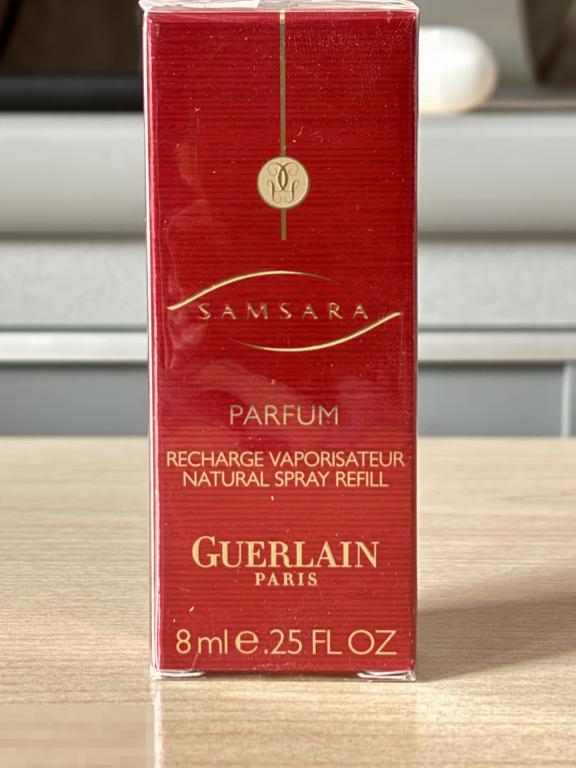 SAMSARA
PARFUM
RECHARGE VAPORISATEUR
NATURAL SPRAY REFILL
GUERLAIN
PARIS
8 ml e .25 FL OZ